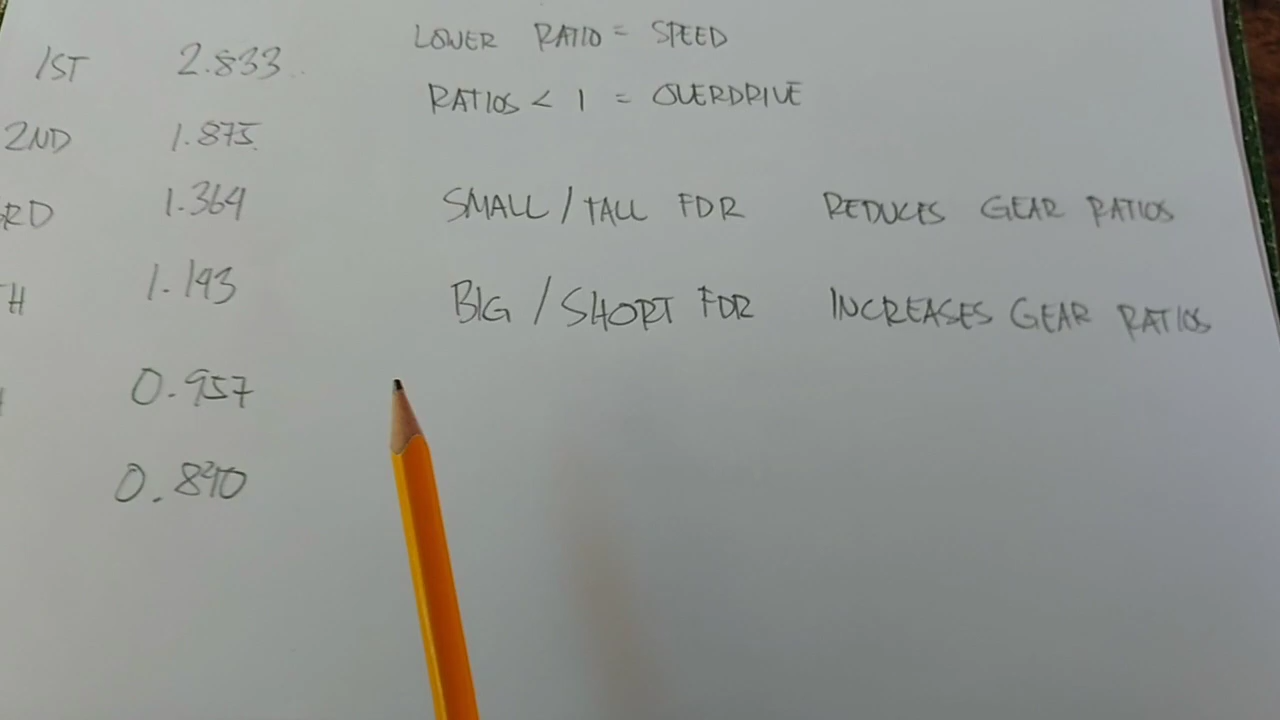 1ST 2.833
2ND 1.875
RD 1.364
TH 1.143
0.957
0.840
LOWER RATIO = SPEED
RATIOS < 1 = OVERDRIVE
SMALL / TALL FDR REDUCES GEAR RATIOS
BIG / SHORT FDR INCREASES GEAR RATIOS